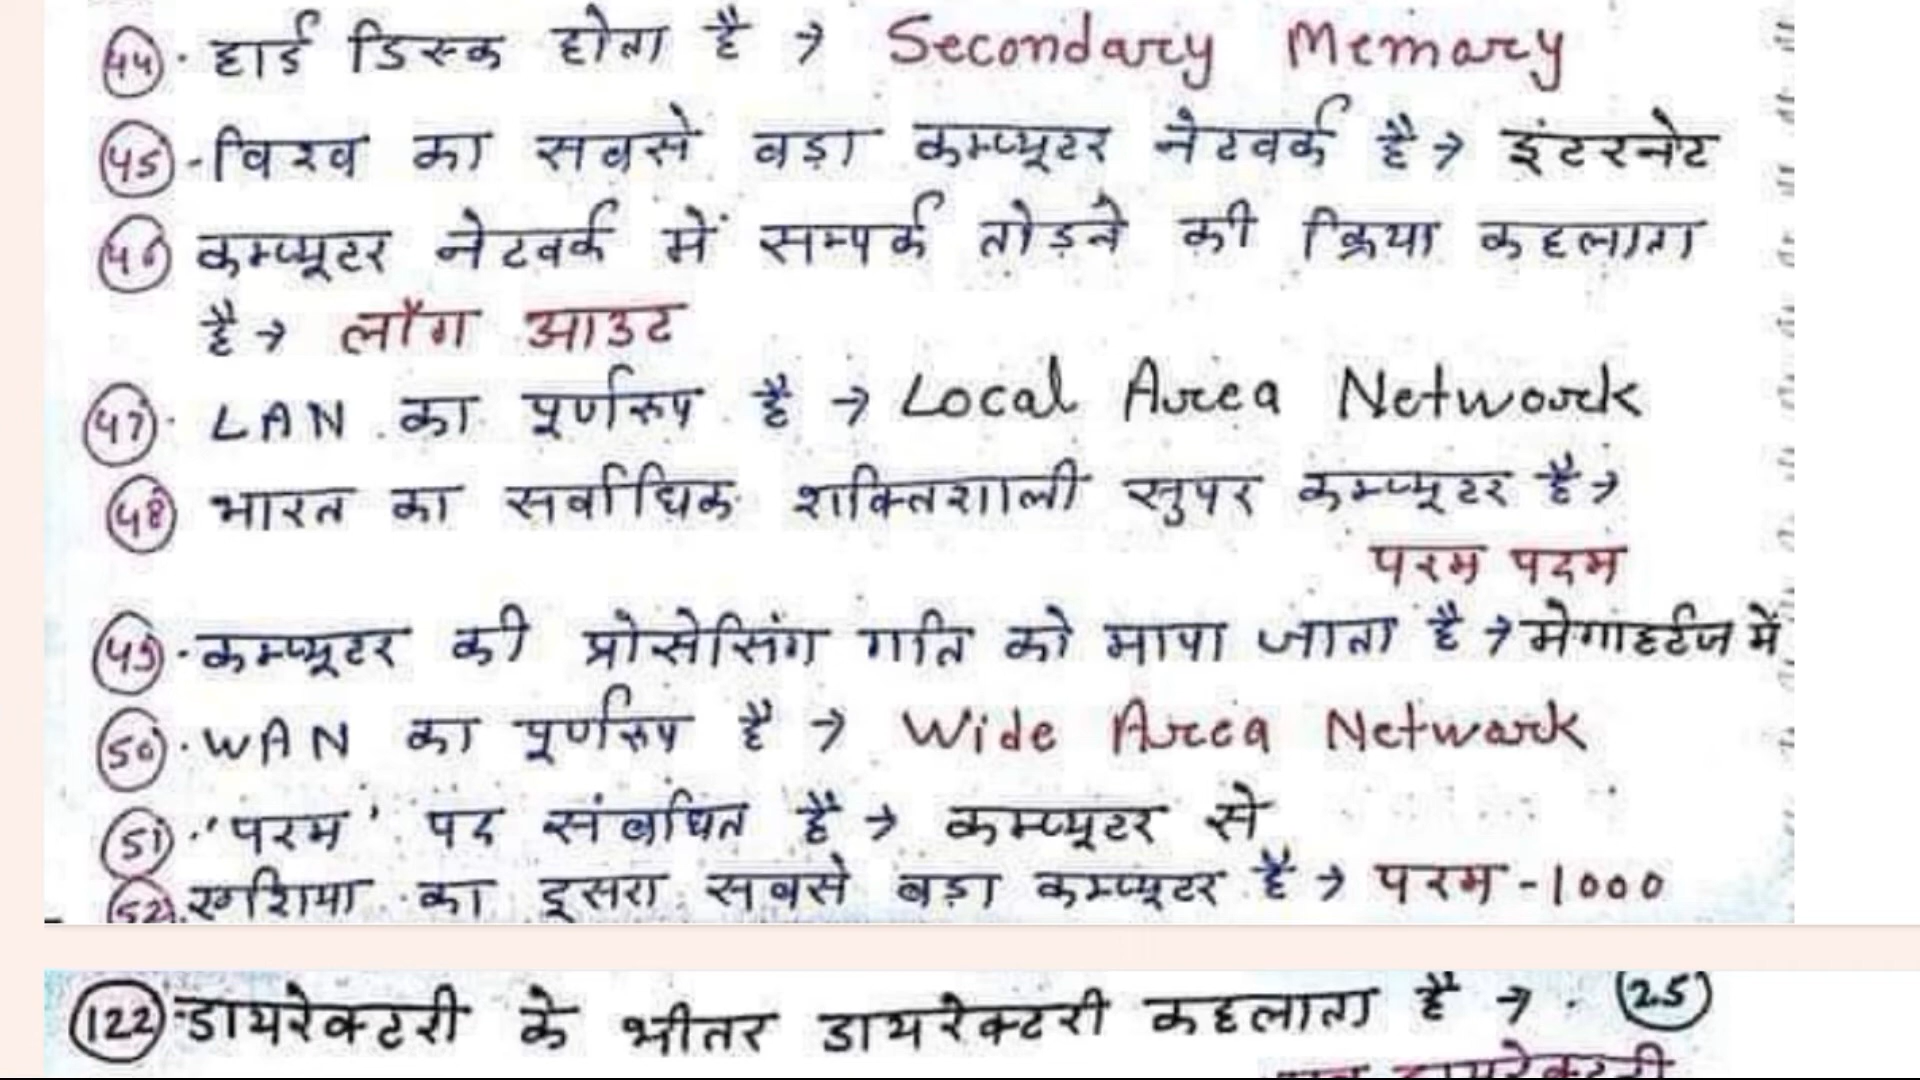 44. हार्ड डिस्क होता है → Secondary Memory
45 - विश्व का सबसे बड़ा कम्प्यूटर नेटवर्क है → इंटरनेट
46 कम्प्यूटर नेटवर्क में सम्पर्क तोड़ने की क्रिया कहलाता
है → लॉग आउट
47. LAN का पूर्णरूप है → Local Area Network
48 भारत का सर्वाधिक शक्तिशाली सुपर कम्प्यूटर है →
परम पदम
49. कम्प्यूटर की प्रोसेसिंग गति को मापा जाता है → मेगाहर्टज में
50. WAN का पूर्णरूप है → Wide Area Network
51. 'परम' पद संबधित है → कम्प्यूटर से
52. एशिया का दूसरा सबसे बड़ा कम्प्यूटर है → परम - 1000
122 - डायरेक्टरी के भीतर डायरेक्टरी कहलाता है → 25
डायरेक्टरी